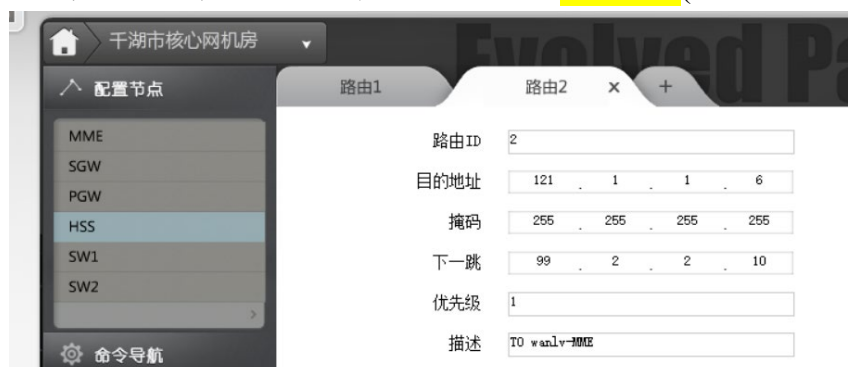 千湖市核心网机房
Evolved Pa
配置节点
路由1 路由2 x +
MME
SGW
PGW
HSS
SW1
SW2
路由ID 2
目的地址 121 . 1 . 1 . 6
掩码 255 . 255 . 255 . 255
下一跳 99 . 2 . 2 . 10
优先级 1
描述 TO wanlv-MME
命令导航